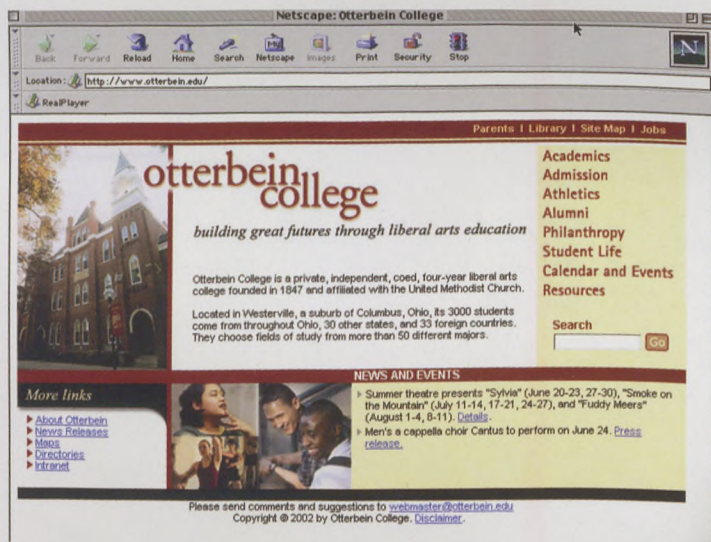 Netscape: Otterbein College
Back Forward Reload Home Search Netscape Images Print Security Stop
N
Location: http://www.otterbein.edu/
RealPlayer
Parents | Library | Site Map | Jobs
otterbein
college
building great futures through liberal arts education
Otterbein College is a private, independent, coed, four-year liberal arts
college founded in 1847 and affiliated with the United Methodist Church.
Located in Westerville, a suburb of Columbus, Ohio, its 3000 students
come from throughout Ohio, 30 other states, and 33 foreign countries.
They choose fields of study from more than 50 different majors.
Academics
Admission
Athletics
Alumni
Philanthropy
Student Life
Calendar and Events
Resources
Search
Go
More links
About Otterbein
News Releases
Maps
Directories
Intranet
NEWS AND EVENTS
Summer theatre presents "Sylvia" (June 20-23, 27-30), "Smoke on
the Mountain" (July 11-14, 17-21, 24-27), and "Fuddy Meers"
(August 1-4, 8-11). Details.
Men's a cappella choir Cantus to perform on June 24. Press
release.
Please send comments and suggestions to webmaster@otterbein.edu
Copyright © 2002 by Otterbein College. Disclaimer.